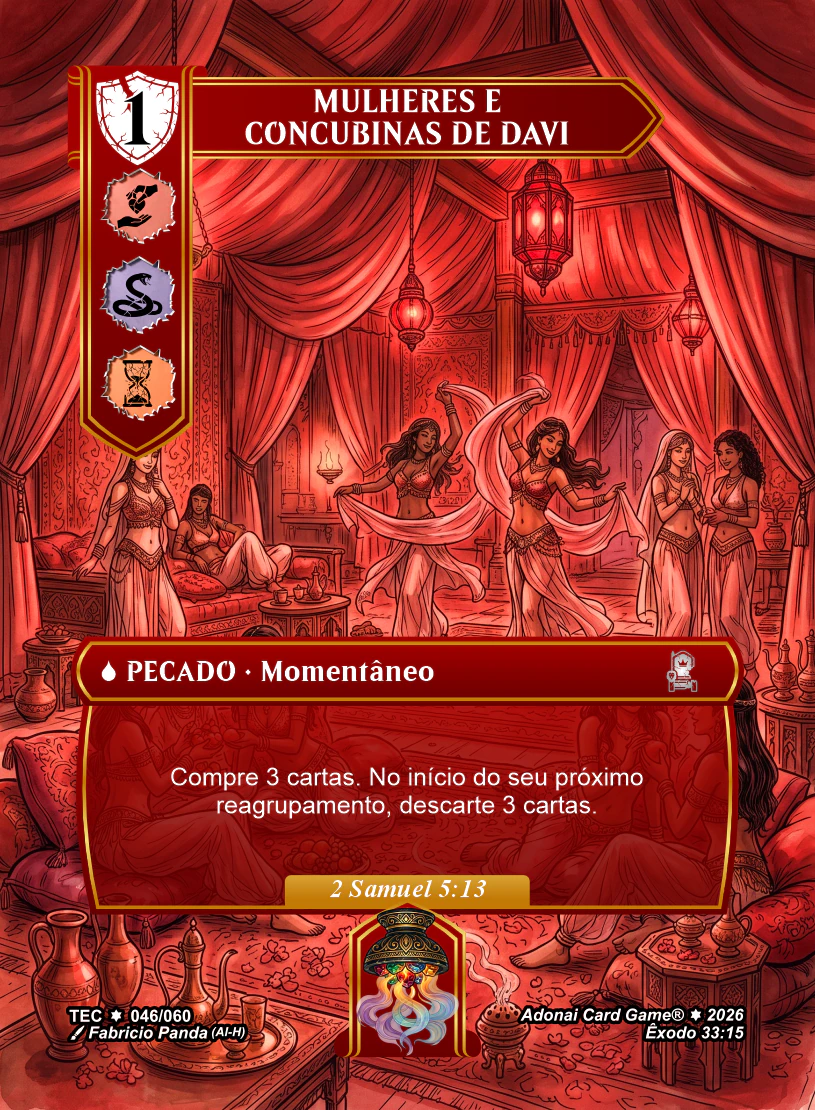 1
MULHERES E
CONCUBINAS DE DAVI
PECADO · Momentâneo
Compre 3 cartas. No início do seu próximo
reagrupamento, descarte 3 cartas.
2 Samuel 5:13
TEC ✶ 046/060
Fabricio Panda (AI-H)
Adonai Card Game® ✶ 2026
Êxodo 33:15